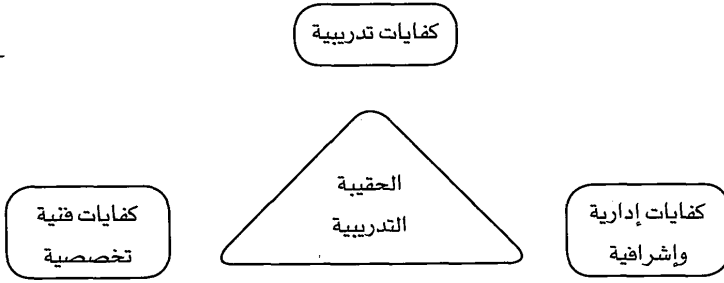 كفايات تدريبية
الحقيبة
التدريبية
كفايات إدارية
وإشرافية
كفايات فنية
تخصصية